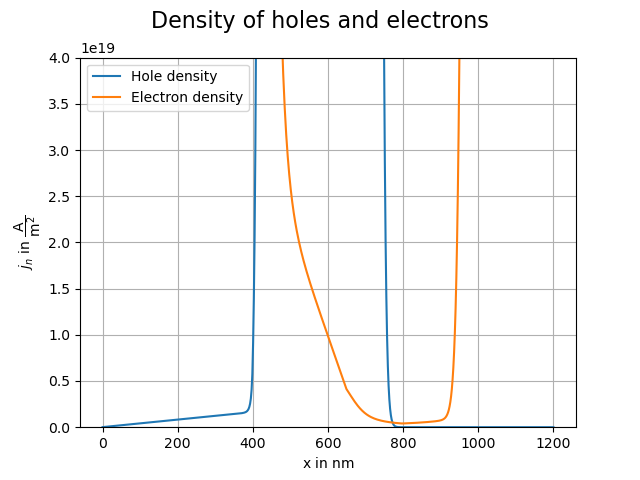 Density of holes and electrons
1e19
Hole density
Electron density
4.0
3.5
3.0
2.5
2.0
1.5
1.0
0.5
0.0
j_n in A/m²
0 200 400 600 800 1000 1200
x in nm